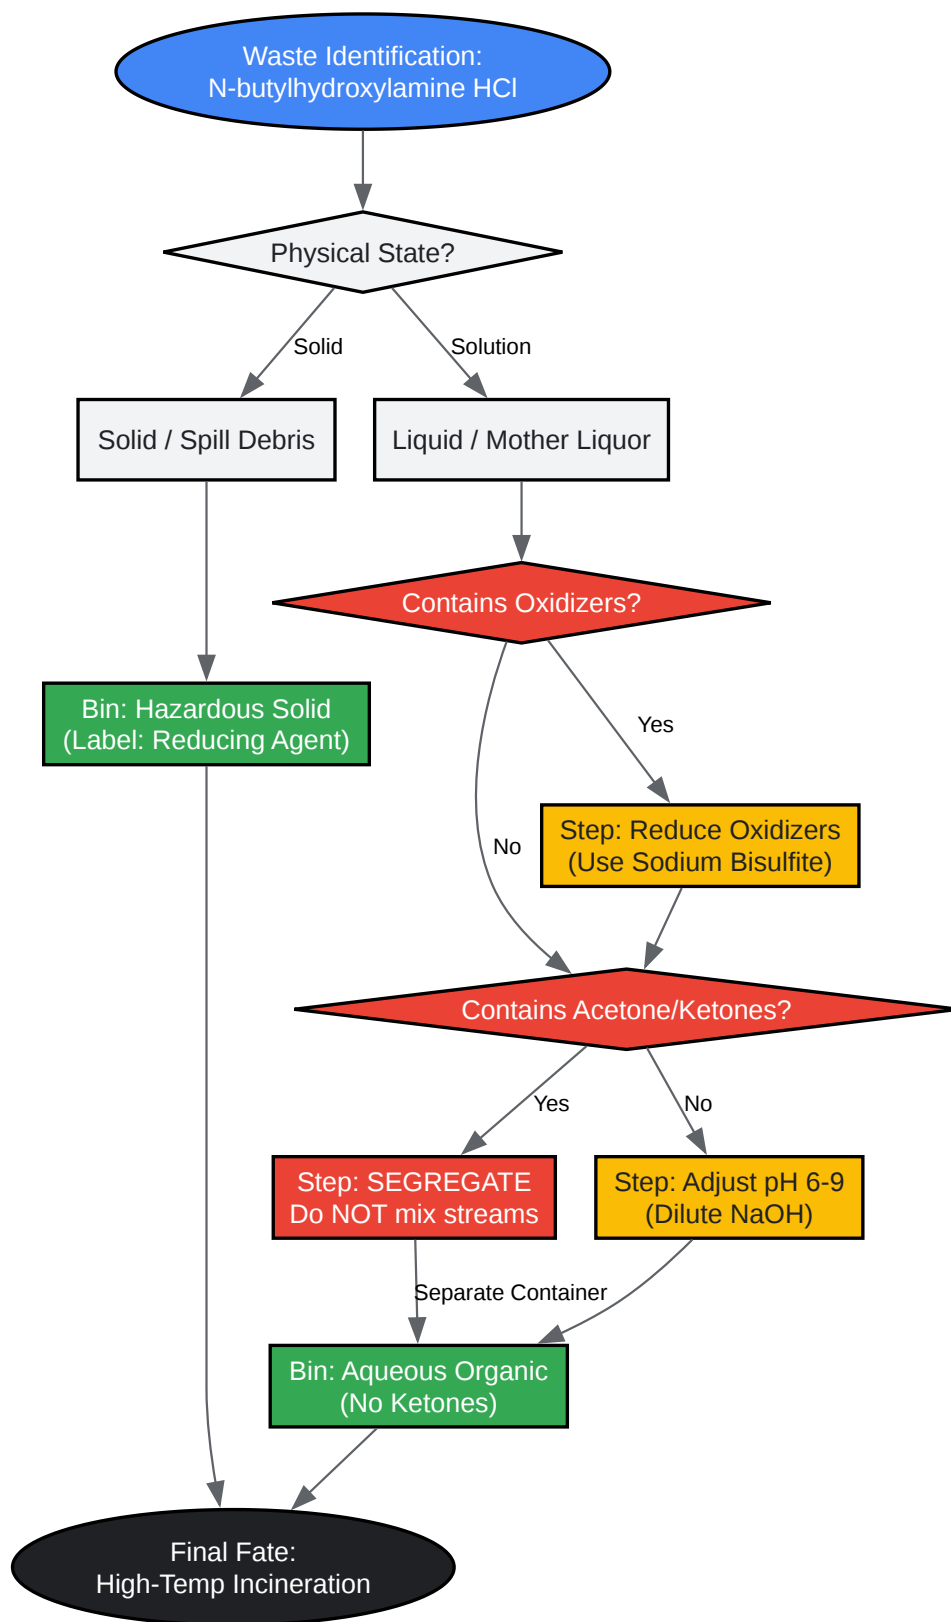 Waste Identification:
N-butylhydroxylamine HCl
Physical State?
Solid
Solution
Solid / Spill Debris
Liquid / Mother Liquor
Contains Oxidizers?
Bin: Hazardous Solid
(Label: Reducing Agent)
Yes
No
Step: Reduce Oxidizers
(Use Sodium Bisulfite)
Contains Acetone/Ketones?
Yes
No
Step: SEGREGATE
Do NOT mix streams
Step: Adjust pH 6-9
(Dilute NaOH)
Separate Container
Bin: Aqueous Organic
(No Ketones)
Final Fate:
High-Temp Incineration